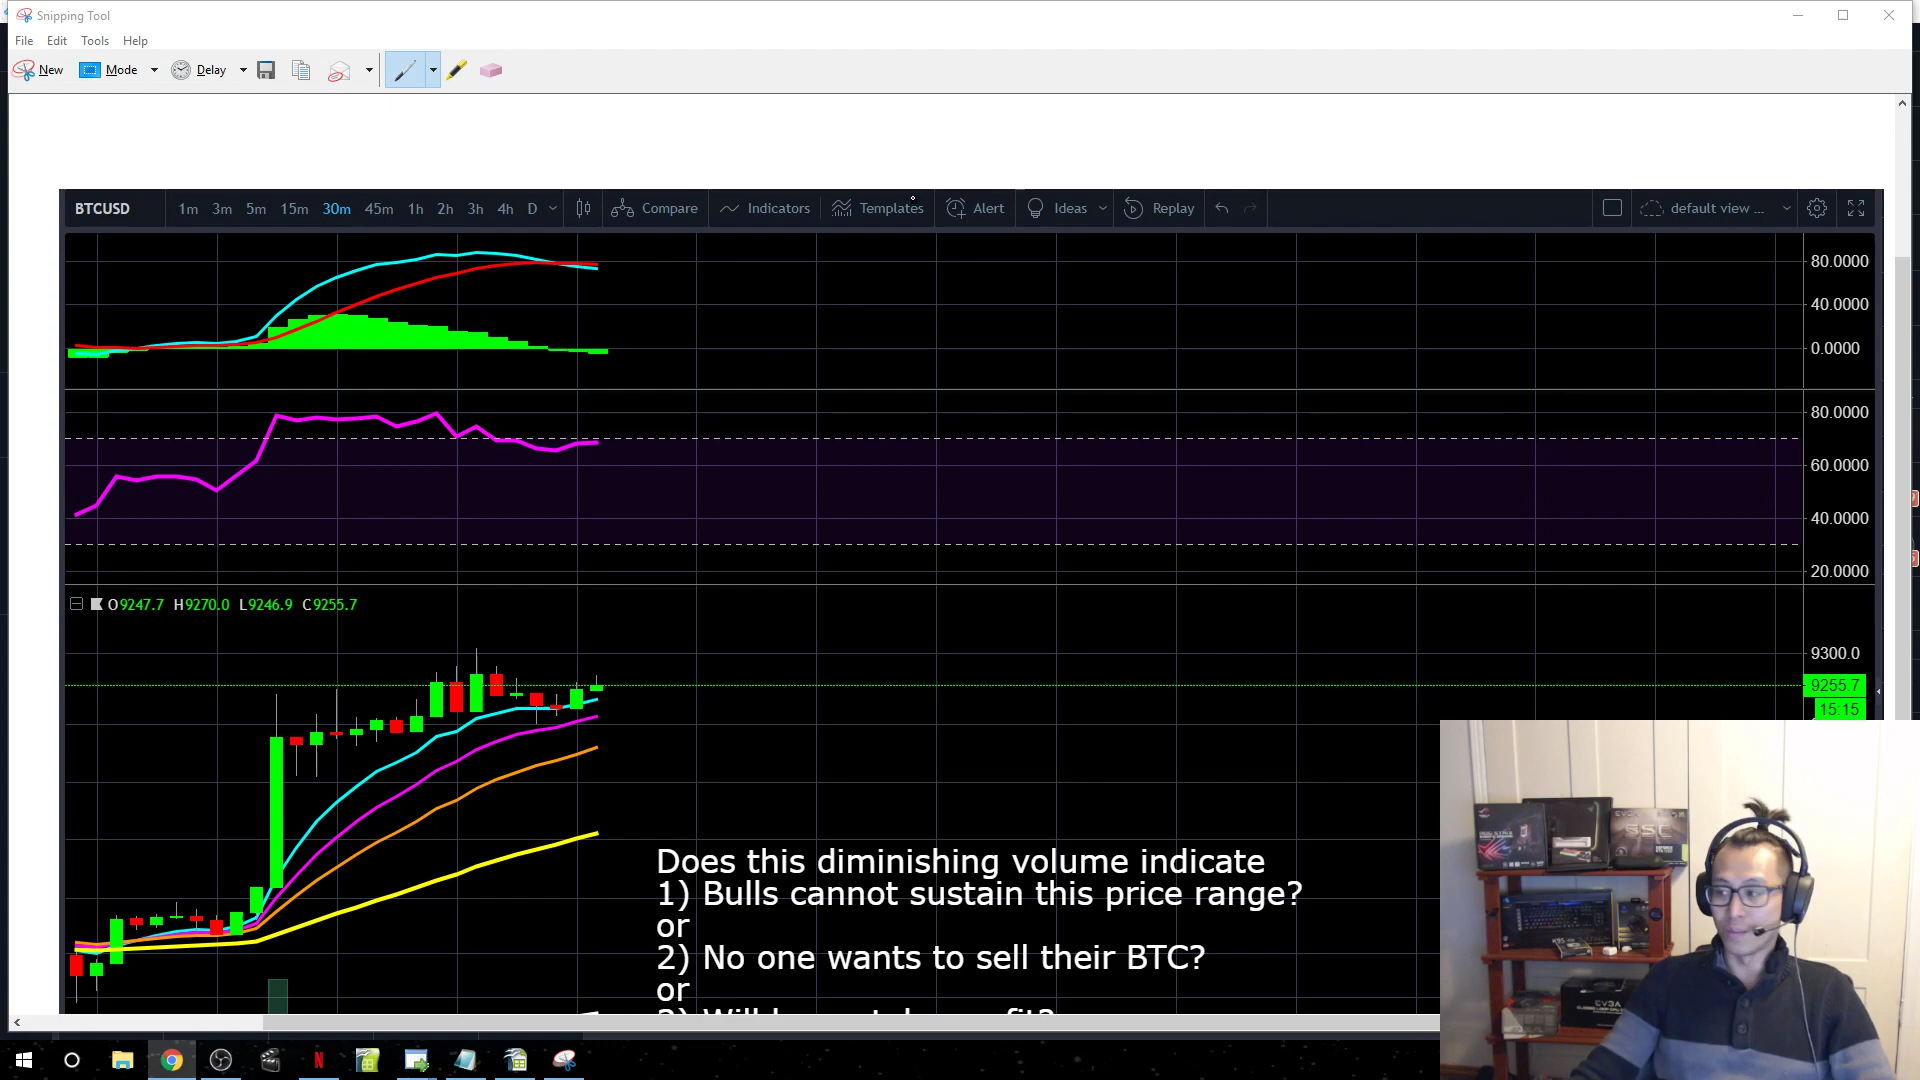 Snipping Tool
File Edit Tools Help
New Mode Delay
BTCUSD 1m 3m 5m 15m 30m 45m 1h 2h 3h 4h D Compare Indicators Templates Alert Ideas Replay default view ...
80.0000
40.0000
0.0000
80.0000
60.0000
40.0000
20.0000
O9247.7 H9270.0 L9246.9 C9255.7
9300.0
9255.7
15:15
Does this diminishing volume indicate
1) Bulls cannot sustain this price range?
or
2) No one wants to sell their BTC?
or
SSC
EVGA